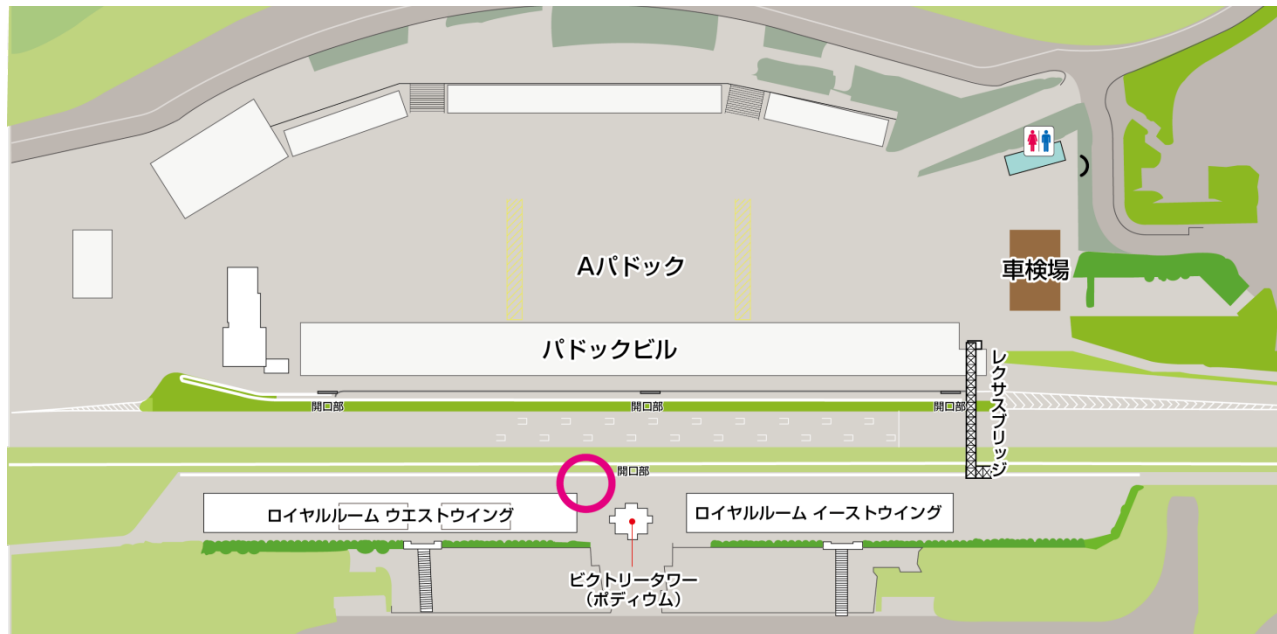 Aパドック
車検場
パドックビル
レクサスブリッジ
開口部
開口部
開口部
開口部
ロイヤルルーム ウエストウイング
ロイヤルルーム イーストウイング
ビクトリータワー
（ポディウム）